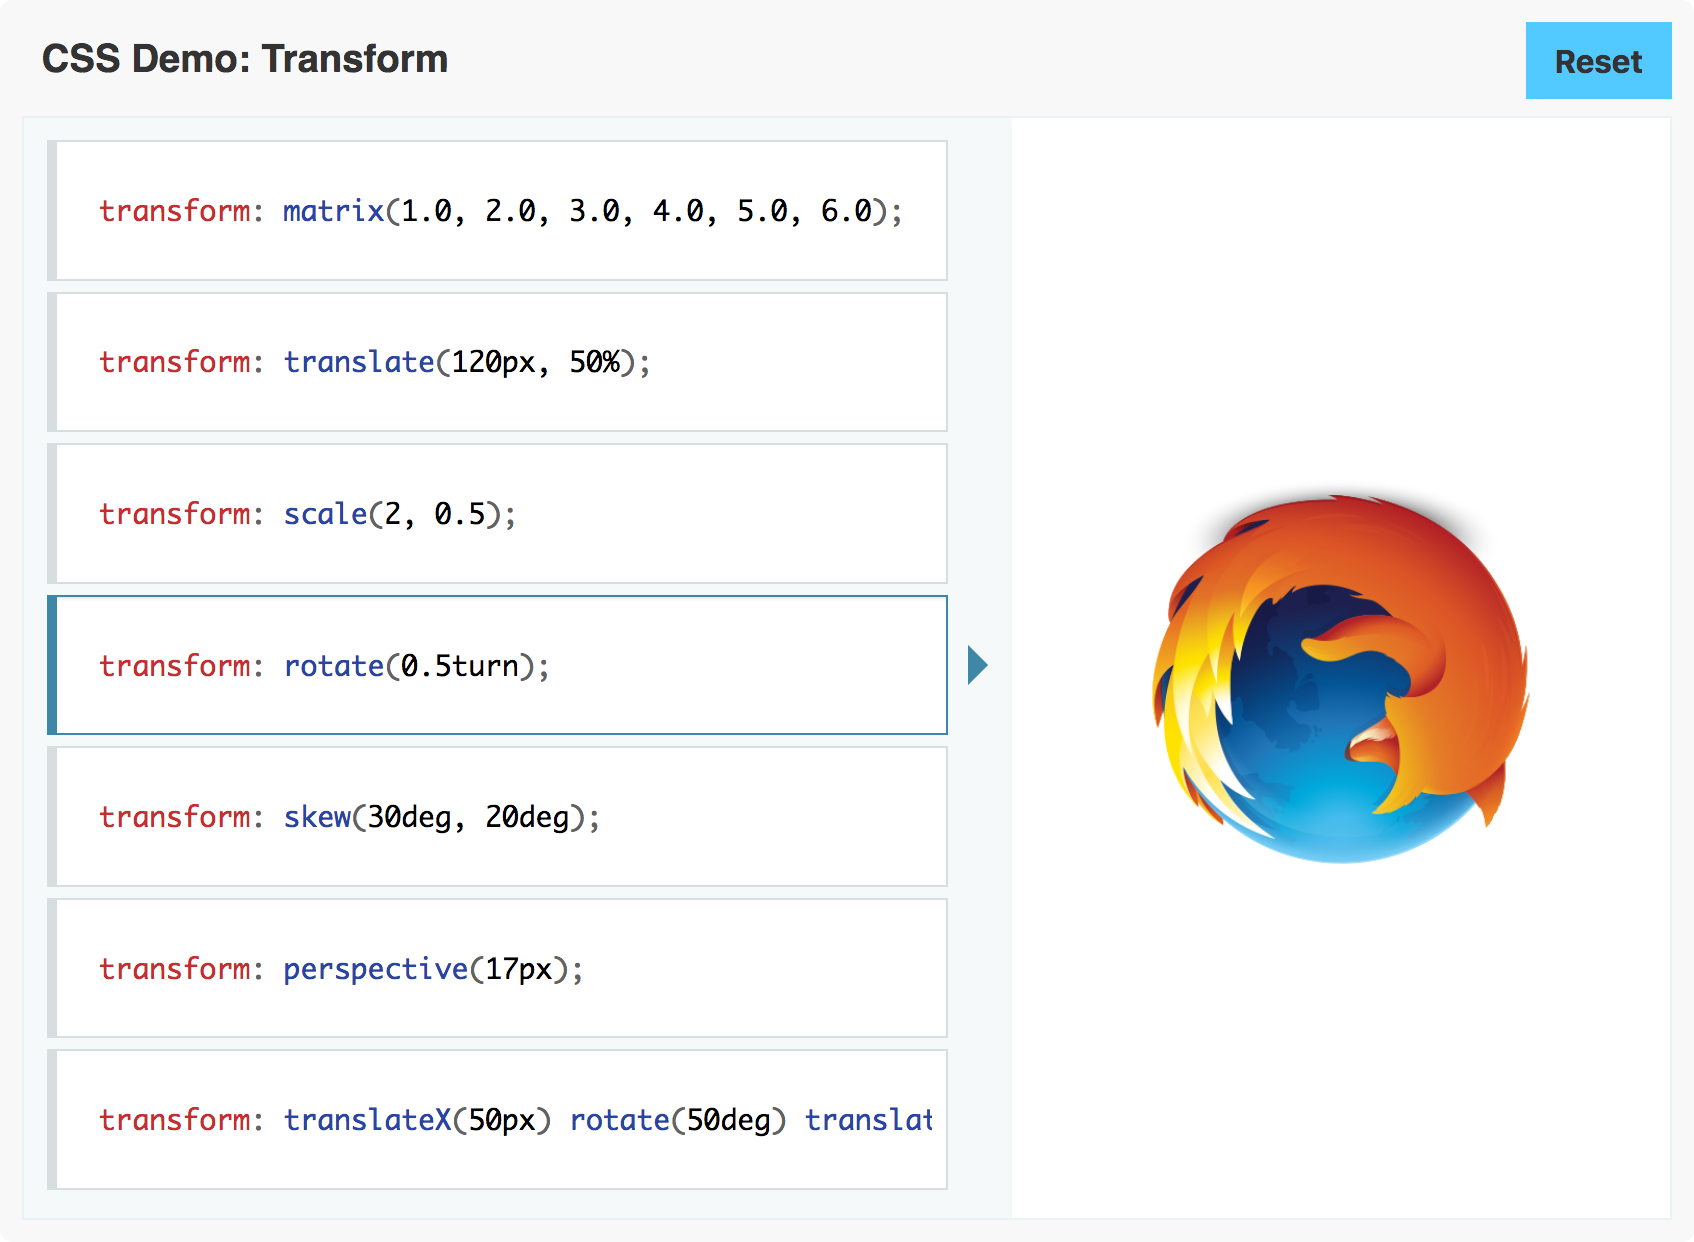 CSS Demo: Transform
Reset
transform: matrix(1.0, 2.0, 3.0, 4.0, 5.0, 6.0);
transform: translate(120px, 50%);
transform: scale(2, 0.5);
transform: rotate(0.5turn);
transform: skew(30deg, 20deg);
transform: perspective(17px);
transform: translateX(50px) rotate(50deg) translat